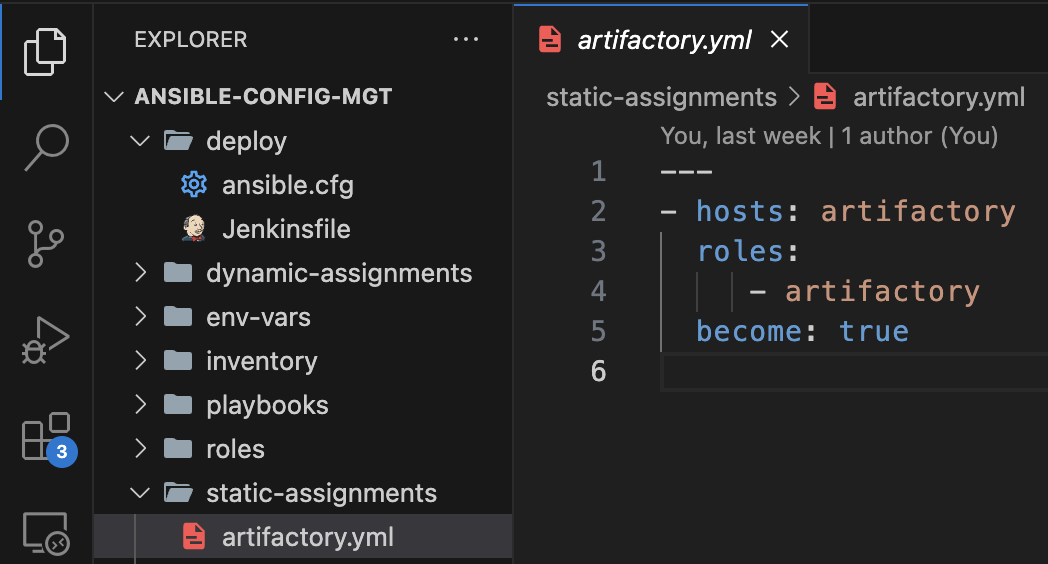 EXPLORER
ANSIBLE-CONFIG-MGT
deploy
ansible.cfg
Jenkinsfile
dynamic-assignments
env-vars
inventory
playbooks
roles
static-assignments
artifactory.yml
3
artifactory.yml
static-assignments > artifactory.yml
You, last week | 1 author (You)
1 ---
2 - hosts: artifactory
3 roles:
4 - artifactory
5 become: true
6